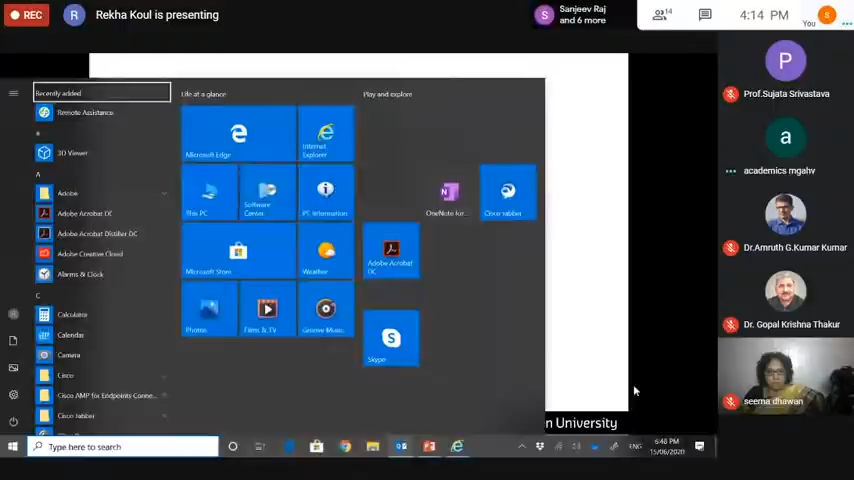 REC
R
Rekha Koul is presenting
S
Sanjeev Raj
and 6 more
14
4:14 PM
You
S
P
Prof.Sujata Srivastava
a
academics mgahv
Dr.Amruth G.Kumar Kumar
Dr. Gopal Krishna Thakur
seema dhawan
Recently added
Remote Assistance
#
3D Viewer
A
Adobe
Adobe Acrobat DC
Adobe Acrobat Distiller DC
Adobe Creative Cloud
Alarms & Clock
C
Calculator
Calendar
Camera
Cisco
Cisco AMP for Endpoints Conne...
Cisco Jabber
Life at a glance
Microsoft Edge
Internet
Explorer
This PC
Software
Center
PC Information
Microsoft Store
Weather
Photos
Films & TV
Groove Music
Play and explore
OneNote for...
Cisco Jabber
Adobe Acrobat
DC
Skype
n University
Type here to search
ENG
6:48 PM
15/06/2020